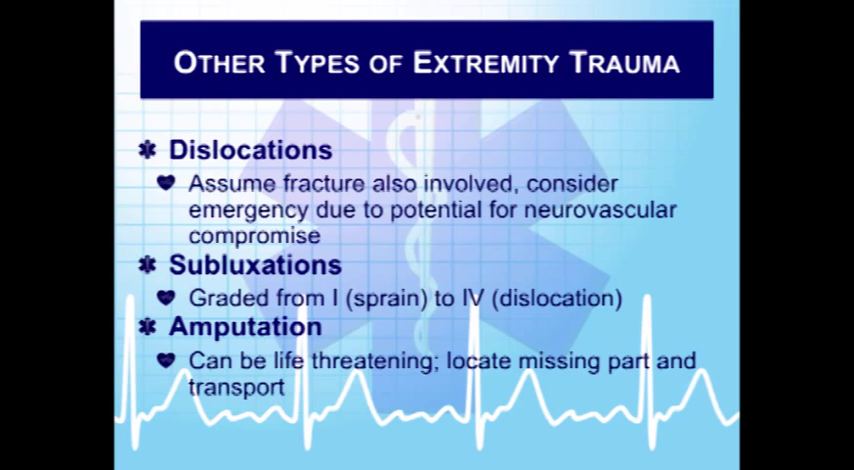 OTHER TYPES OF EXTREMITY TRAUMA
Dislocations
Assume fracture also involved, consider
emergency due to potential for neurovascular
compromise
Subluxations
Graded from I (sprain) to IV (dislocation)
Amputation
Can be life threatening; locate missing part and
transport